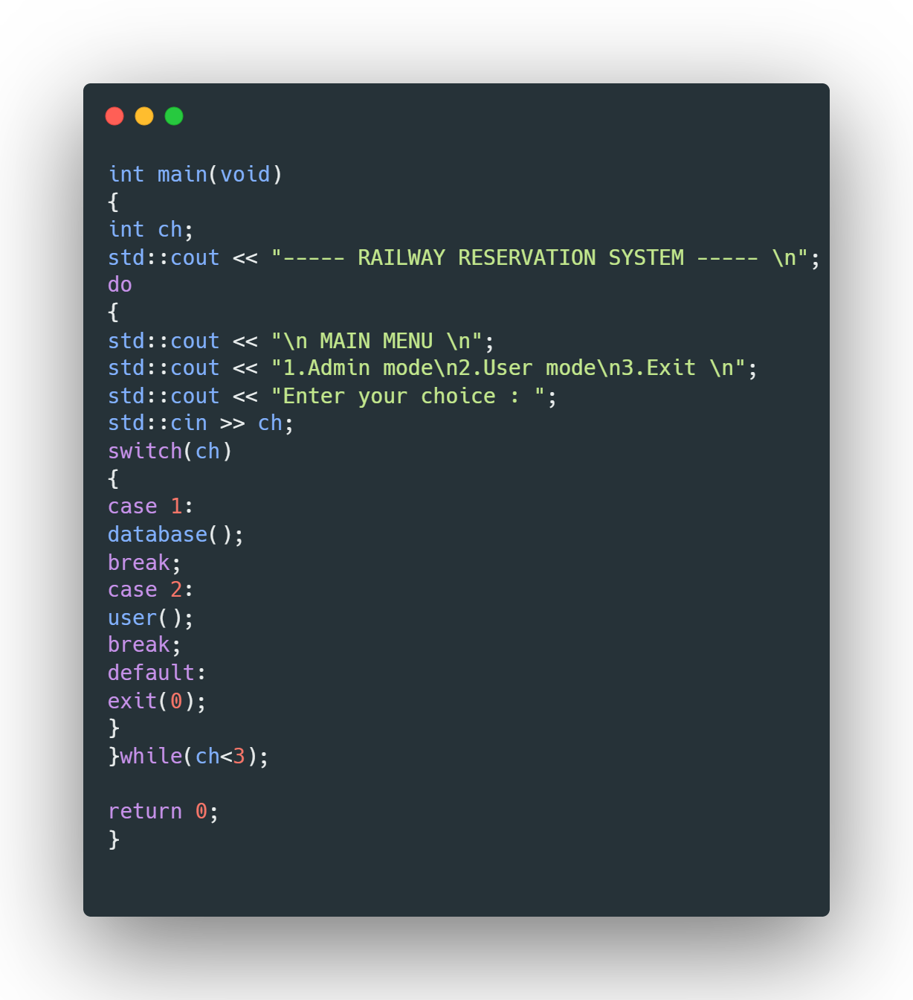 int main(void)
{
int ch;
std::cout << "----- RAILWAY RESERVATION SYSTEM ----- \n";
do
{
std::cout << "\n MAIN MENU \n";
std::cout << "1.Admin mode\n2.User mode\n3.Exit \n";
std::cout << "Enter your choice : ";
std::cin >> ch;
switch(ch)
{
case 1:
database();
break;
case 2:
user();
break;
default:
exit(0);
}
}while(ch<3);

return 0;
}